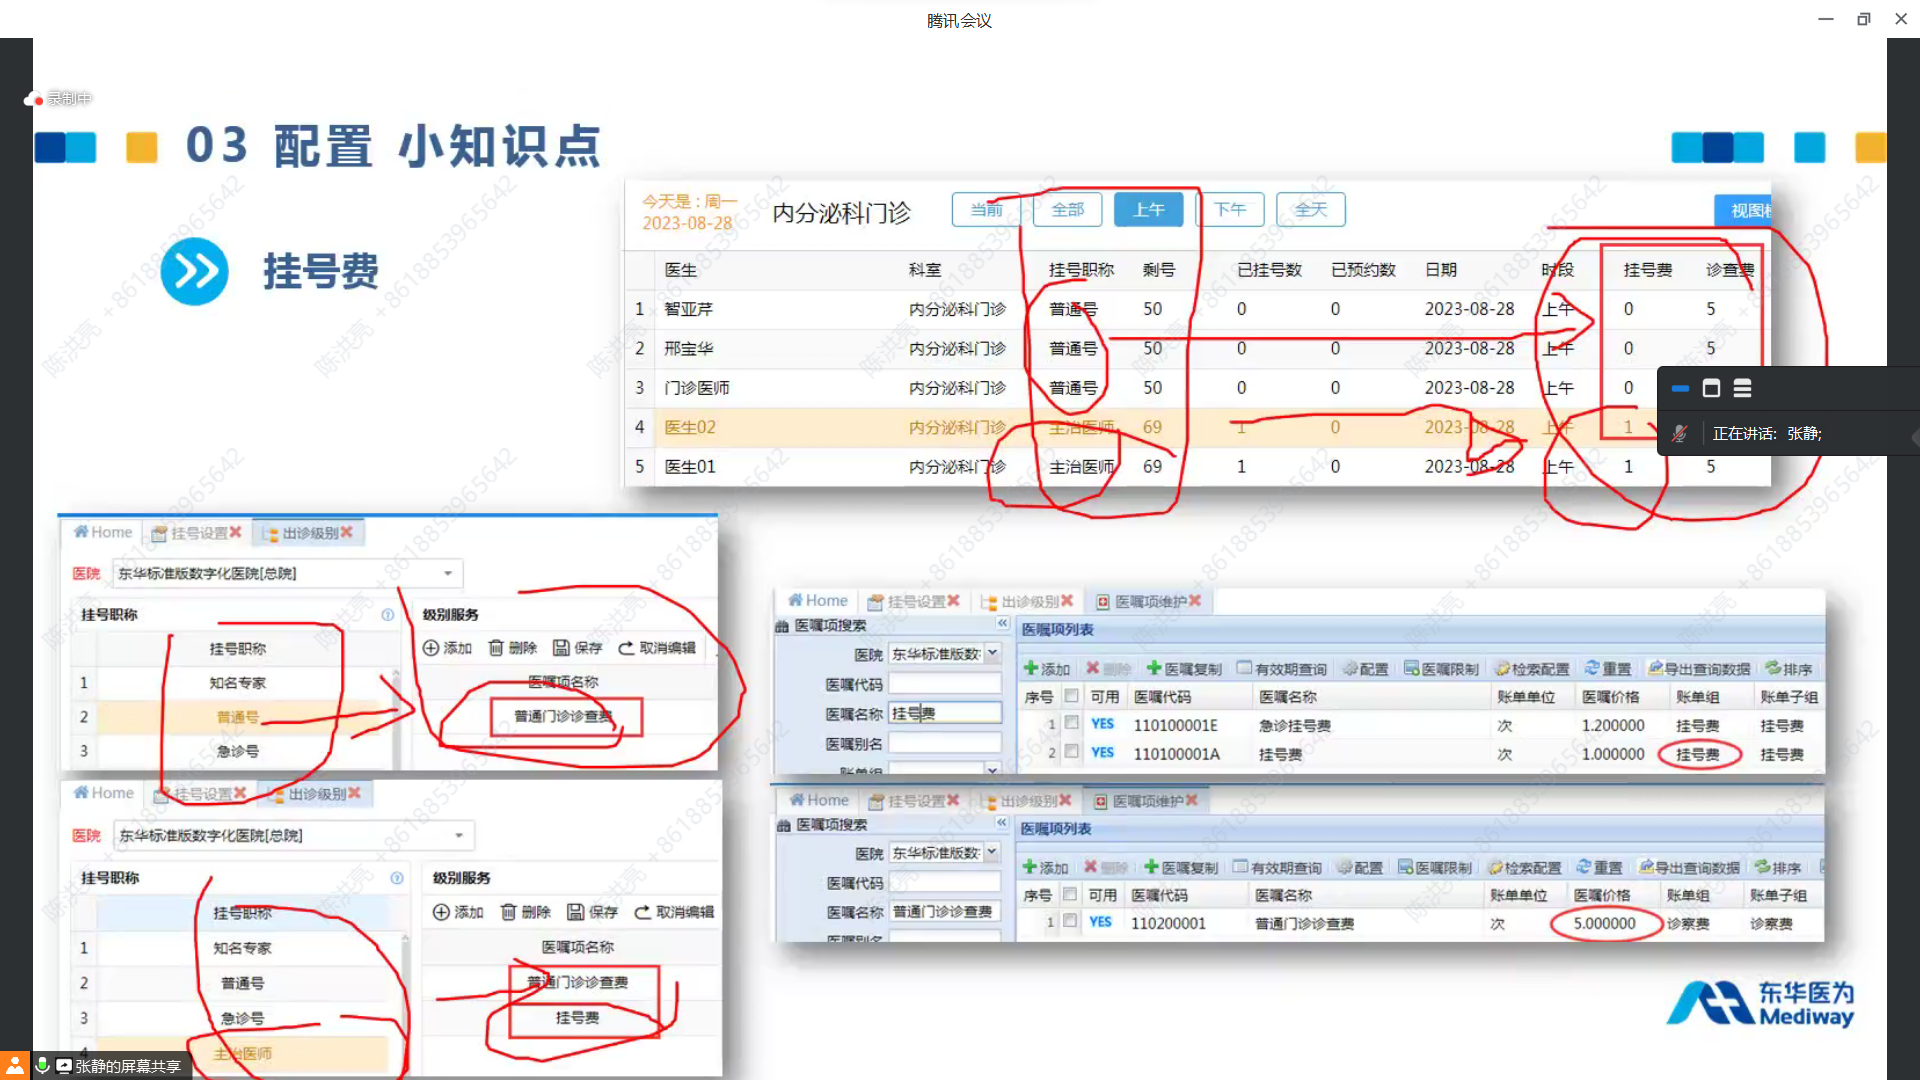 腾讯会议
录制中
03 配置 小知识点
挂号费
今天是 : 周一
2023-08-28
内分泌科门诊
当前 全部 上午 下午 全天
医生 科室 挂号职称 剩号 已挂号数 已预约数 日期 时段 挂号费 诊查费
1 智亚芹 内分泌科门诊 普通号 50 0 0 2023-08-28 上午 0 5
2 邢宝华 内分泌科门诊 普通号 50 0 0 2023-08-28 上午 0 5
3 门诊医师 内分泌科门诊 普通号 50 0 0 2023-08-28 上午 0
4 医生02 内分泌科门诊 主治医师 69 1 0 2023-08-28 上午 1
5 医生01 内分泌科门诊 主治医师 69 1 0 2023-08-28 上午 1 5
正在讲话: 张静;
Home 挂号设置 出诊级别
医院 东华标准版数字化医院[总院]
挂号职称 级别服务
添加 删除 保存 取消编辑
挂号职称 医嘱项名称
1 知名专家 普通门诊诊查费
2 普通号
3 急诊号
Home 挂号设置 出诊级别
医院 东华标准版数字化医院[总院]
挂号职称 级别服务
添加 删除 保存 取消编辑
挂号职称 医嘱项名称
1 知名专家 普通门诊诊查费
2 普通号 挂号费
3 急诊号
4 主治医师
Home 挂号设置 出诊级别 医嘱项维护
医嘱项搜索 医嘱项列表
医院 东华标准版数
医嘱代码
医嘱名称 挂号费
医嘱别名
账单组
添加 删除 医嘱复制 有效期查询 配置 医嘱限制 检索配置 重置 导出查询数据 排序
序号 可用 医嘱代码 医嘱名称 账单单位 医嘱价格 账单组 账单子组
1 YES 110100001E 急诊挂号费 次 1.200000 挂号费 挂号费
2 YES 110100001A 挂号费 次 1.000000 挂号费 挂号费
Home 挂号设置 出诊级别 医嘱项维护
医嘱项搜索 医嘱项列表
医院 东华标准版数
医嘱代码
医嘱名称 普通门诊诊查费
医嘱别名
添加 删除 医嘱复制 有效期查询 配置 医嘱限制 检索配置 重置 导出查询数据 排序
序号 可用 医嘱代码 医嘱名称 账单单位 医嘱价格 账单组 账单子组
1 YES 110200001 普通门诊诊查费 次 5.000000 诊察费 诊察费
东华医为
Mediway
张静的屏幕共享
陈洪亮 +8618853965642